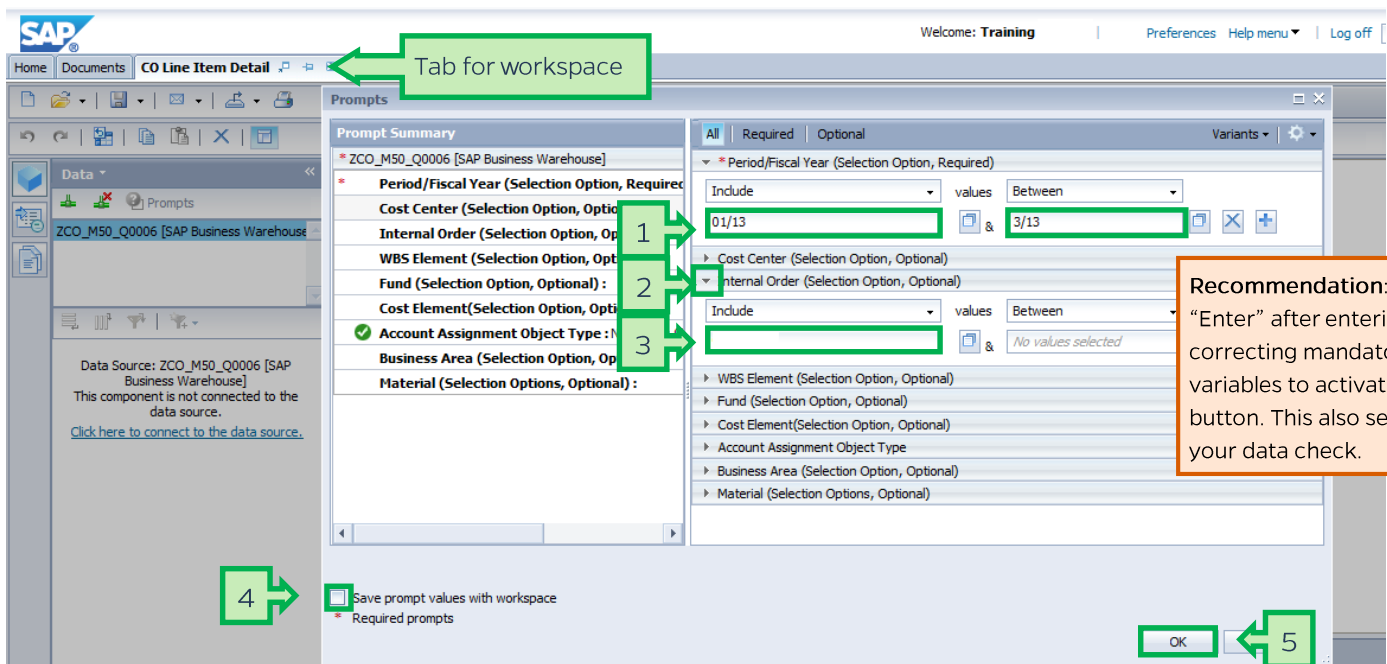 SAP®
Welcome: Training | Preferences Help menu | Log off
Home Documents CO Line Item Detail
Tab for workspace
Prompts
Prompt Summary
* ZCO_M50_Q0006 [SAP Business Warehouse]
* Period/Fiscal Year (Selection Option, Required
Cost Center (Selection Option, Optio
Internal Order (Selection Option, Op
WBS Element (Selection Option, Opt
Fund (Selection Option, Optional) :
Cost Element(Selection Option, Opti
Account Assignment Object Type :
Business Area (Selection Option, Op
Material (Selection Options, Optional) :
All Required Optional
Variants
* Period/Fiscal Year (Selection Option, Required)
Include values Between
1
01/13 & 3/13
Cost Center (Selection Option, Optional)
2
Internal Order (Selection Option, Optional)
Include values Between
3
& No values selected
WBS Element (Selection Option, Optional)
Fund (Selection Option, Optional)
Cost Element(Selection Option, Optional)
Account Assignment Object Type
Business Area (Selection Option, Optional)
Material (Selection Options, Optional)
Recommendation:
"Enter" after enteri
correcting mandato
variables to activat
button. This also se
your data check.
Data
Prompts
ZCO_M50_Q0006 [SAP Business Warehouse
Data Source: ZCO_M50_Q0006 [SAP
Business Warehouse]
This component is not connected to the
data source.
Click here to connect to the data source.
4
Save prompt values with workspace
* Required prompts
OK
5